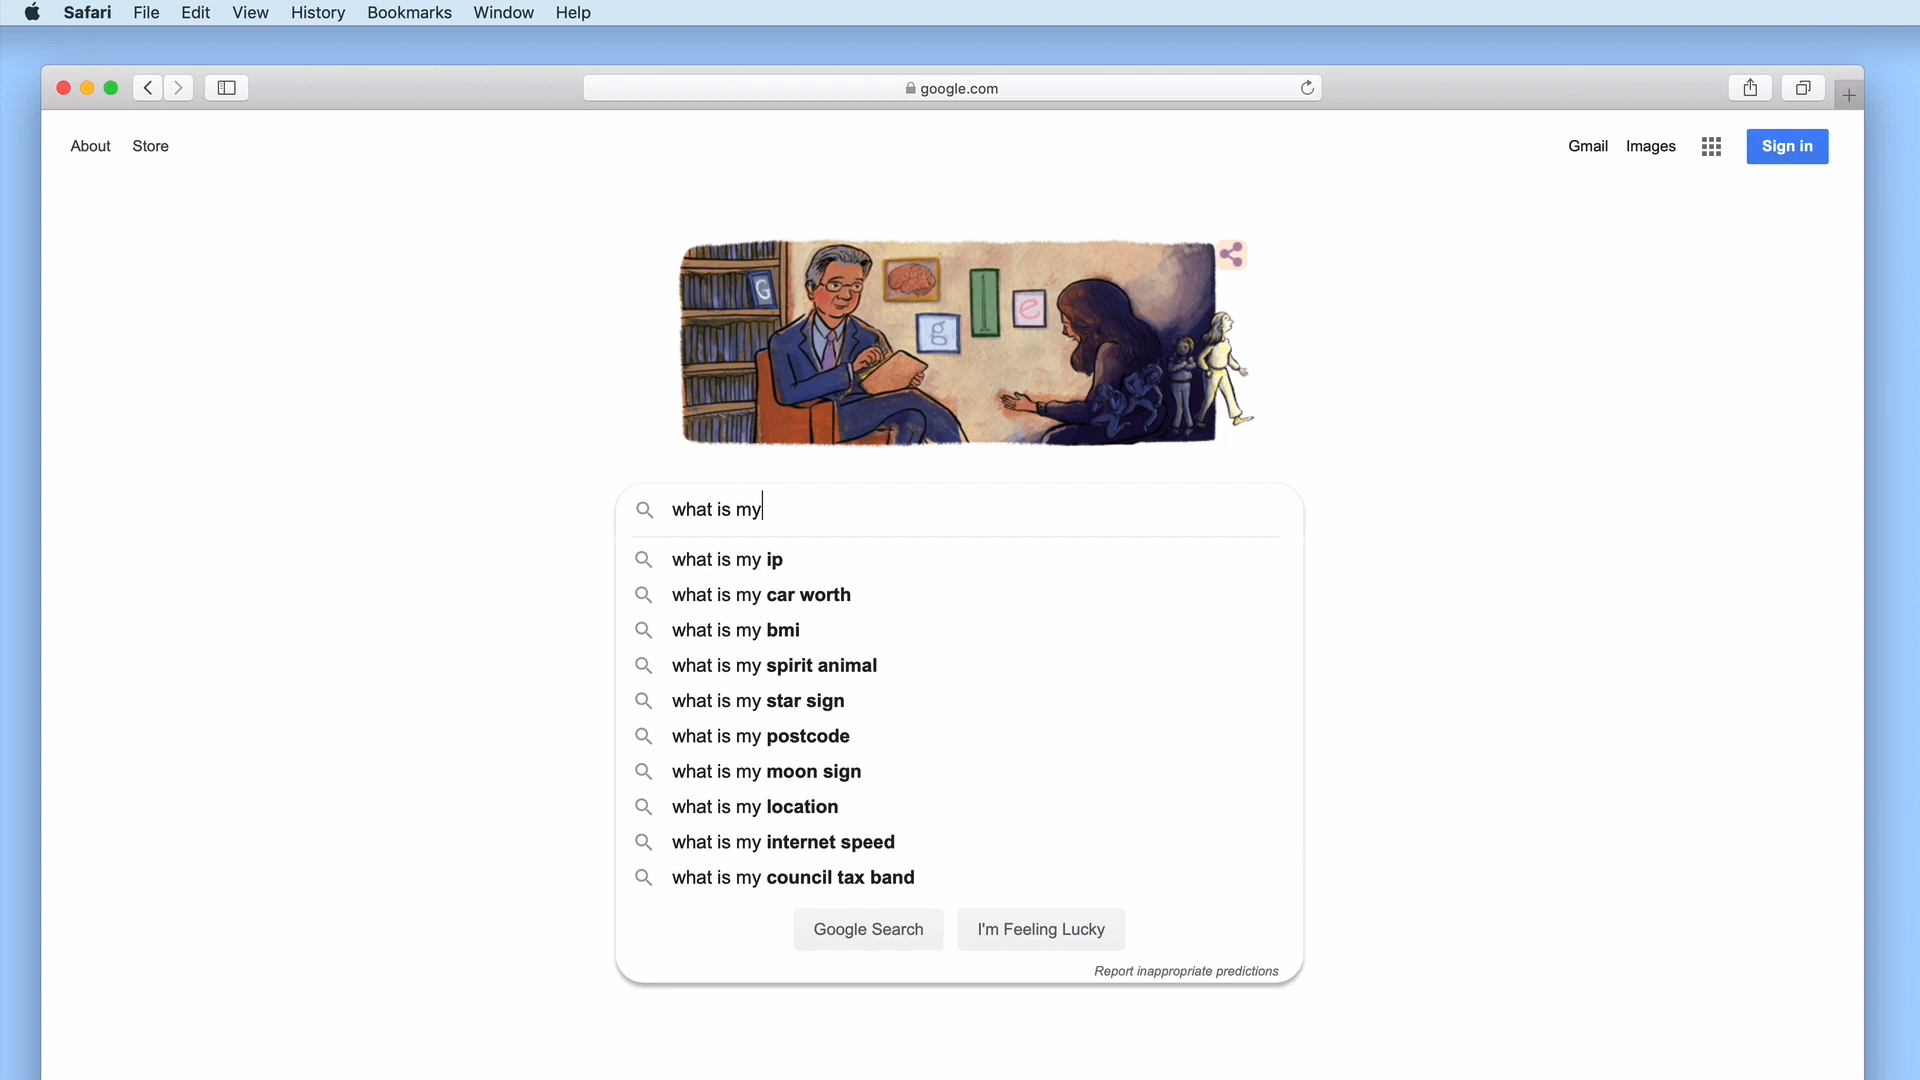 Safari File Edit View History Bookmarks Window Help
google.com
About Store Gmail Images Sign in
G g l e
what is my
what is my ip
what is my car worth
what is my bmi
what is my spirit animal
what is my star sign
what is my postcode
what is my moon sign
what is my location
what is my internet speed
what is my council tax band
Google Search I'm Feeling Lucky
Report inappropriate predictions